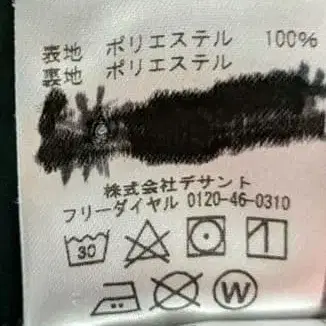 表地 ポリエステル 100%
裏地 ポリエステル
株式会社デサント
フリーダイヤル 0120-46-0310
30
W